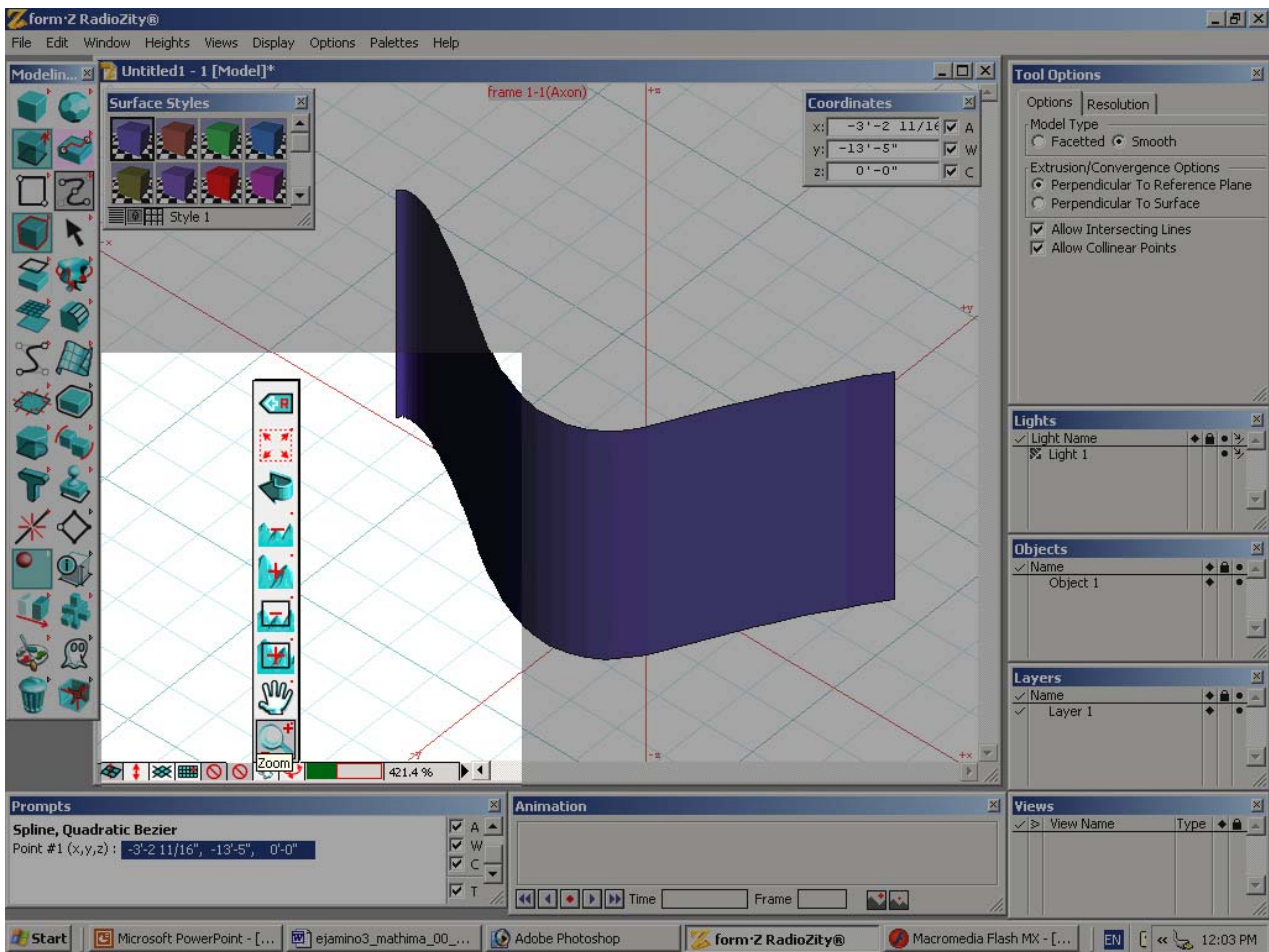 form·Z RadioZity®
File Edit Window Heights Views Display Options Palettes Help
Modelin...
Untitled1 - 1 [Model]*
Surface Styles
Style 1
frame 1-1(Axon)
+z
Coordinates
x: -3'-2 11/16 A
y: -13'-5" W
z: 0'-0" C
-x
+y
-y
-z
+x
Zoom
421.4 %
Tool Options
Options Resolution
Model Type
Facetted Smooth
Extrusion/Convergence Options
Perpendicular To Reference Plane
Perpendicular To Surface
Allow Intersecting Lines
Allow Collinear Points
Lights
Light Name
Light 1
Objects
Name
Object 1
Layers
Name
Layer 1
Prompts
Spline, Quadratic Bezier
Point #1 (x,y,z) : -3'-2 11/16", -13'-5", 0'-0"
A
W
C
T
Animation
Time Frame
Views
View Name Type
Start Microsoft PowerPoint - [... ejamino3_mathima_00_... Adobe Photoshop form·Z RadioZity® Macromedia Flash MX - [... EN « 12:03 PM